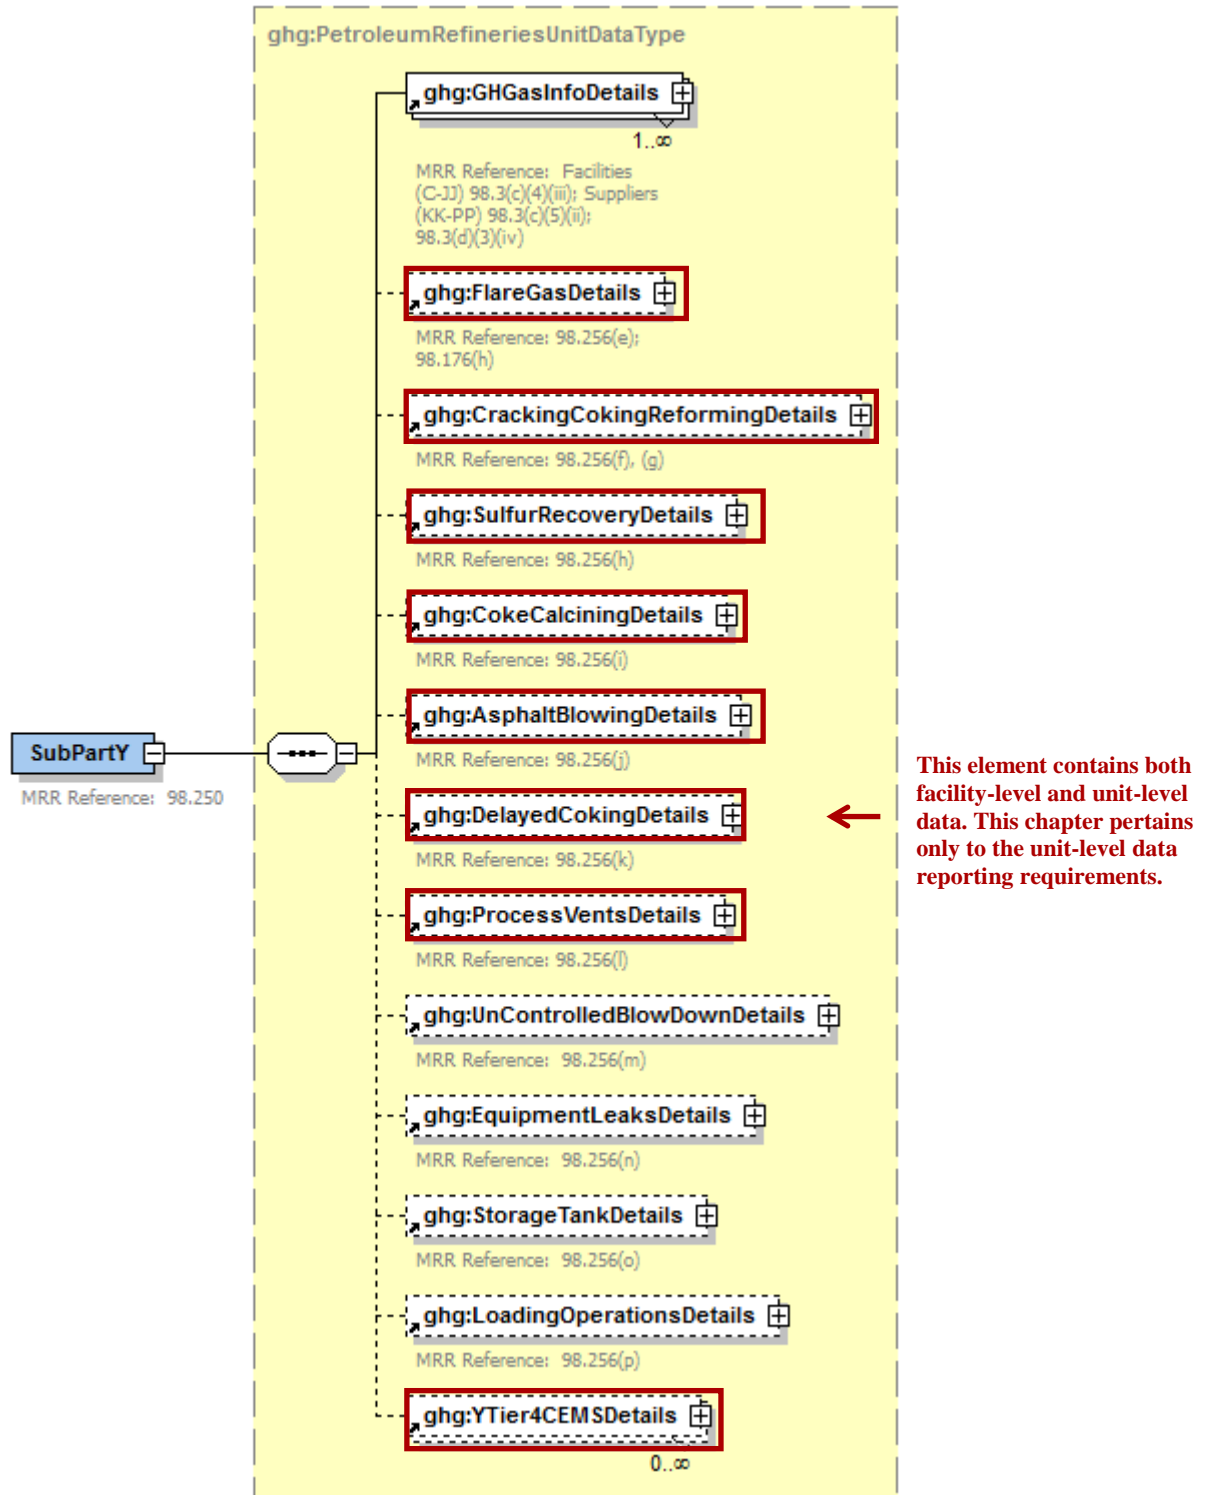 ghg:PetroleumRefineriesUnitDataType
ghg:GHGasInfoDetails
1..∞
MRR Reference:  Facilities
(C-JJ) 98.3(c)(4)(iii); Suppliers
(KK-PP) 98.3(c)(5)(ii);
98.3(d)(3)(iv)
ghg:FlareGasDetails
MRR Reference: 98.256(e);
98.176(h)
ghg:CrackingCokingReformingDetails
MRR Reference: 98.256(f), (g)
ghg:SulfurRecoveryDetails
MRR Reference: 98.256(h)
ghg:CokeCalciningDetails
MRR Reference: 98.256(i)
ghg:AsphaltBlowingDetails
MRR Reference: 98.256(j)
SubPartY
MRR Reference:  98.250
ghg:DelayedCokingDetails
MRR Reference: 98.256(k)
This element contains both
facility-level and unit-level
data. This chapter pertains
only to the unit-level data
reporting requirements.
ghg:ProcessVentsDetails
MRR Reference: 98.256(l)
ghg:UnControlledBlowDownDetails
MRR Reference:  98.256(m)
ghg:EquipmentLeaksDetails
MRR Reference:  98.256(n)
ghg:StorageTankDetails
MRR Reference:  98.256(o)
ghg:LoadingOperationsDetails
MRR Reference:  98.256(p)
ghg:YTier4CEMSDetails
0..∞